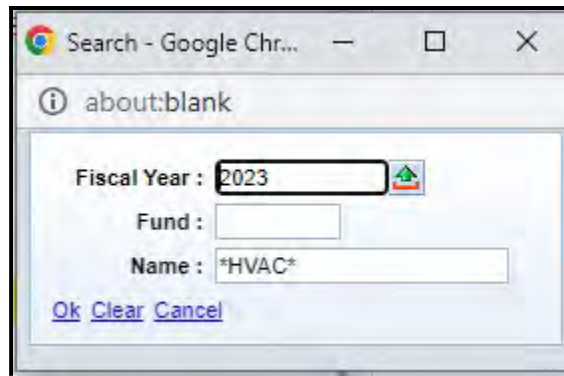 Search - Google Chr...
about:blank
Fiscal Year : 2023
Fund :
Name : *HVAC*
Ok Clear Cancel